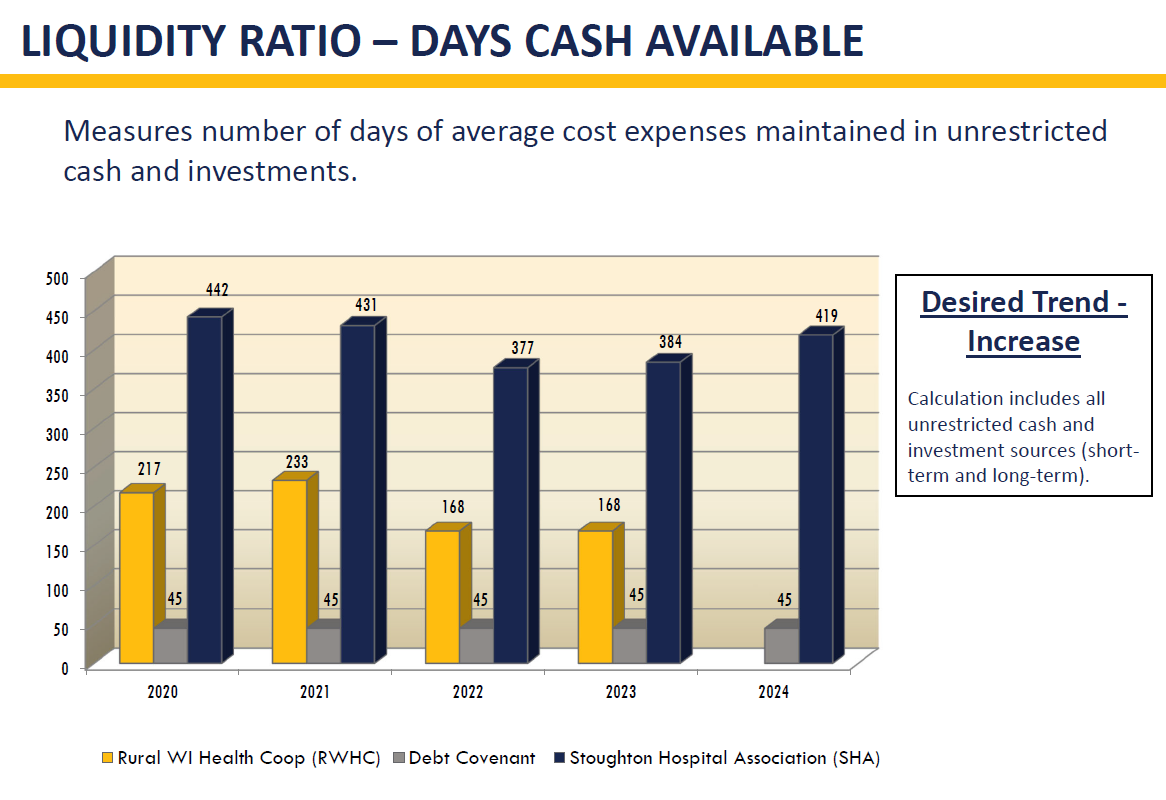 LIQUIDITY RATIO – DAYS CASH AVAILABLE
Measures number of days of average cost expenses maintained in unrestricted
cash and investments.
500
450
400
350
300
250
200
150
100
50
0
217
45
442
233
45
431
168
45
377
168
45
384
45
419
2020
2021
2022
2023
2024
Rural WI Health Coop (RWHC)
Debt Covenant
Stoughton Hospital Association (SHA)
Desired Trend -
Increase
Calculation includes all
unrestricted cash and
investment sources (short-
term and long-term).